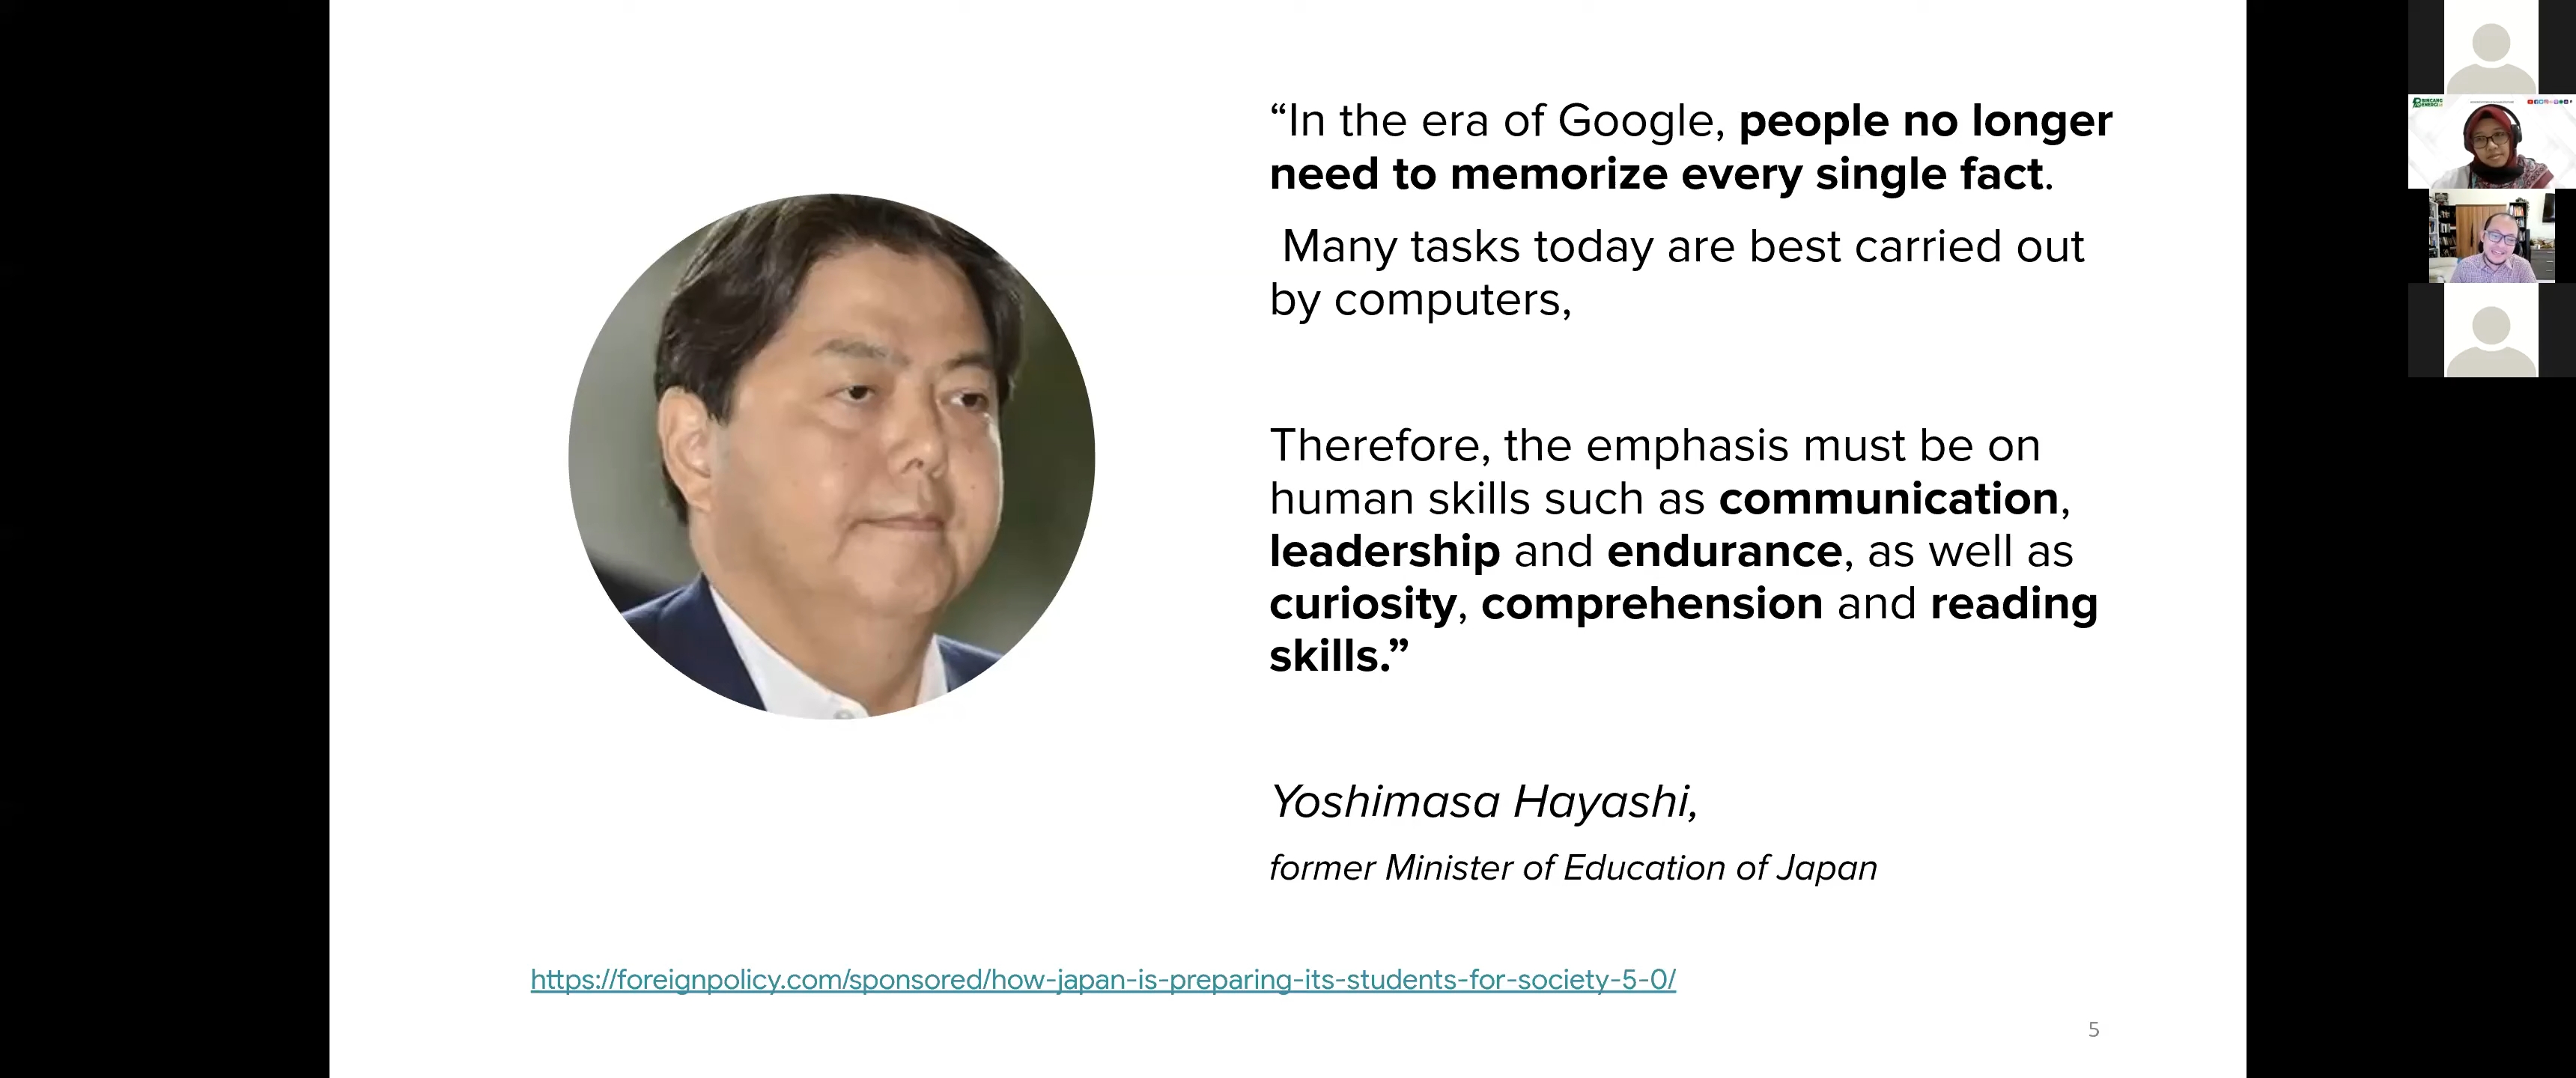 “In the era of Google, people no longer
need to memorize every single fact.
Many tasks today are best carried out
by computers,
Therefore, the emphasis must be on
human skills such as communication,
leadership and endurance, as well as
curiosity, comprehension and reading
skills.”
Yoshimasa Hayashi,
former Minister of Education of Japan
https://foreignpolicy.com/sponsored/how-japan-is-preparing-its-students-for-society-5-0/
5
BINCANG
ENERGI